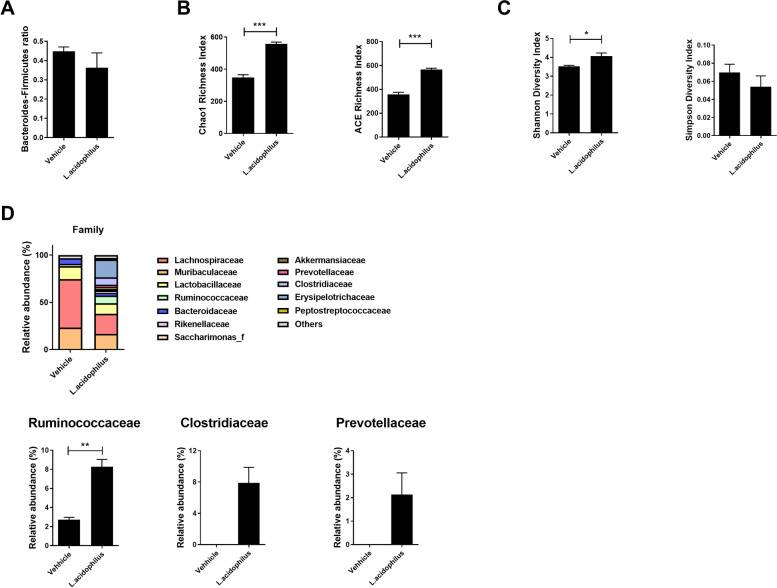 A
Bacteroides-Firmicutes ratio
0.5
0.4
0.3
0.2
0.1
0.0
Vehicle
L.acidophilus
B
Chao1 Richness Index
600
400
200
0
***
Vehicle
L.acidophilus
ACE Richness Index
800
600
400
200
0
***
Vehicle
L.acidophilus
C
Shannon Diversity Index
5
4
3
2
1
0
*
Vehicle
L.acidophilus
Simpson Diversity Index
0.10
0.08
0.06
0.04
0.02
0.00
Vehicle
L.acidophilus
D
Family
Relative abundance (%)
100
50
0
Vehicle
L.acidophilus
Lachnospiraceae
Muribaculaceae
Lactobacillaceae
Ruminococcaceae
Bacteroidaceae
Rikenellaceae
Saccharimonas_f
Akkermansiaceae
Prevotellaceae
Clostridiaceae
Erysipelotrichaceae
Peptostreptococcaceae
Others
Ruminococcaceae
Relative abundance (%)
10
8
6
4
2
0
**
Vehhicle
L.acidophilus
Clostridiaceae
Relative abundance (%)
12
8
4
0
Vehhicle
L.acidophilus
Prevotellaceae
Relative abundance (%)
4
3
2
1
0
Vehhicle
L.acidophilus